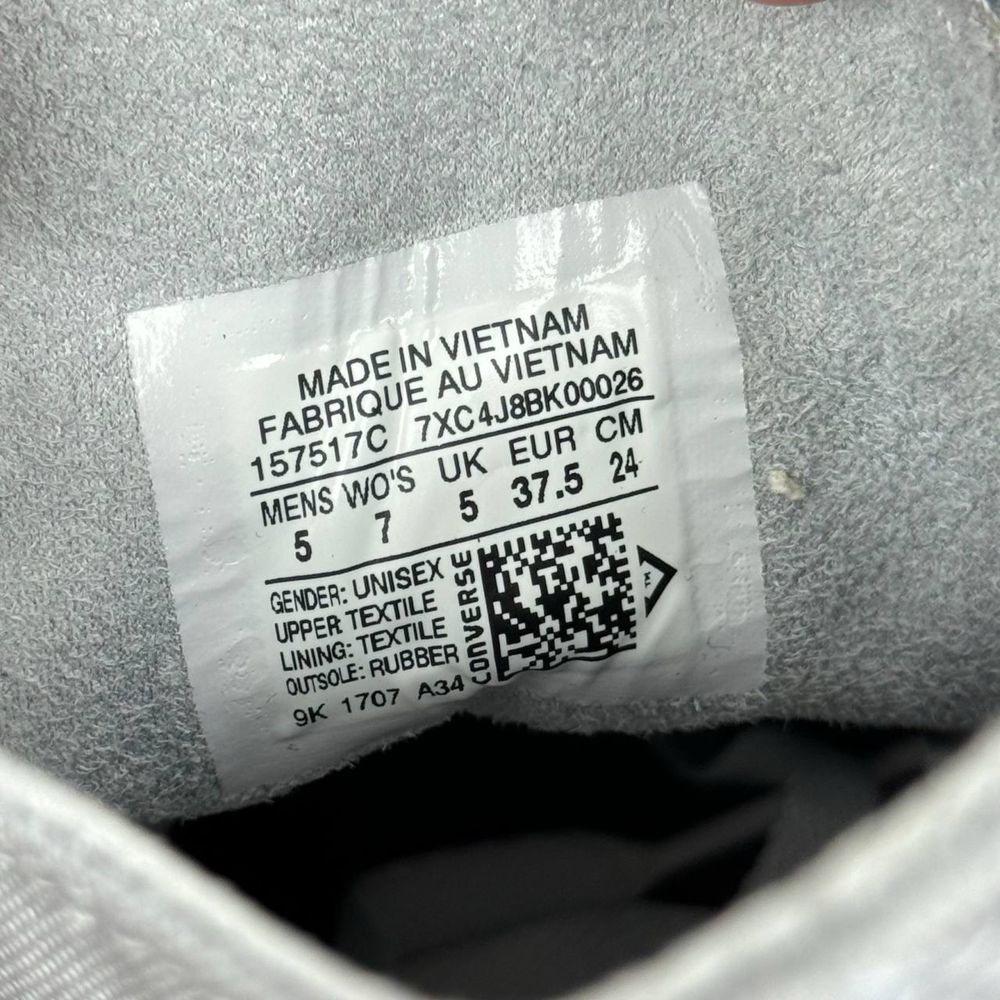 MADE IN VIETNAM
FABRIQUE AU VIETNAM
157517C 7XC4J8BK00026
MENS WO'S UK EUR CM
5 7 5 37.5 24
GENDER: UNISEX
UPPER TEXTILE
LINING: TEXTILE
OUTSOLE: RUBBER
9K 1707 A34
CONVERSE
TM